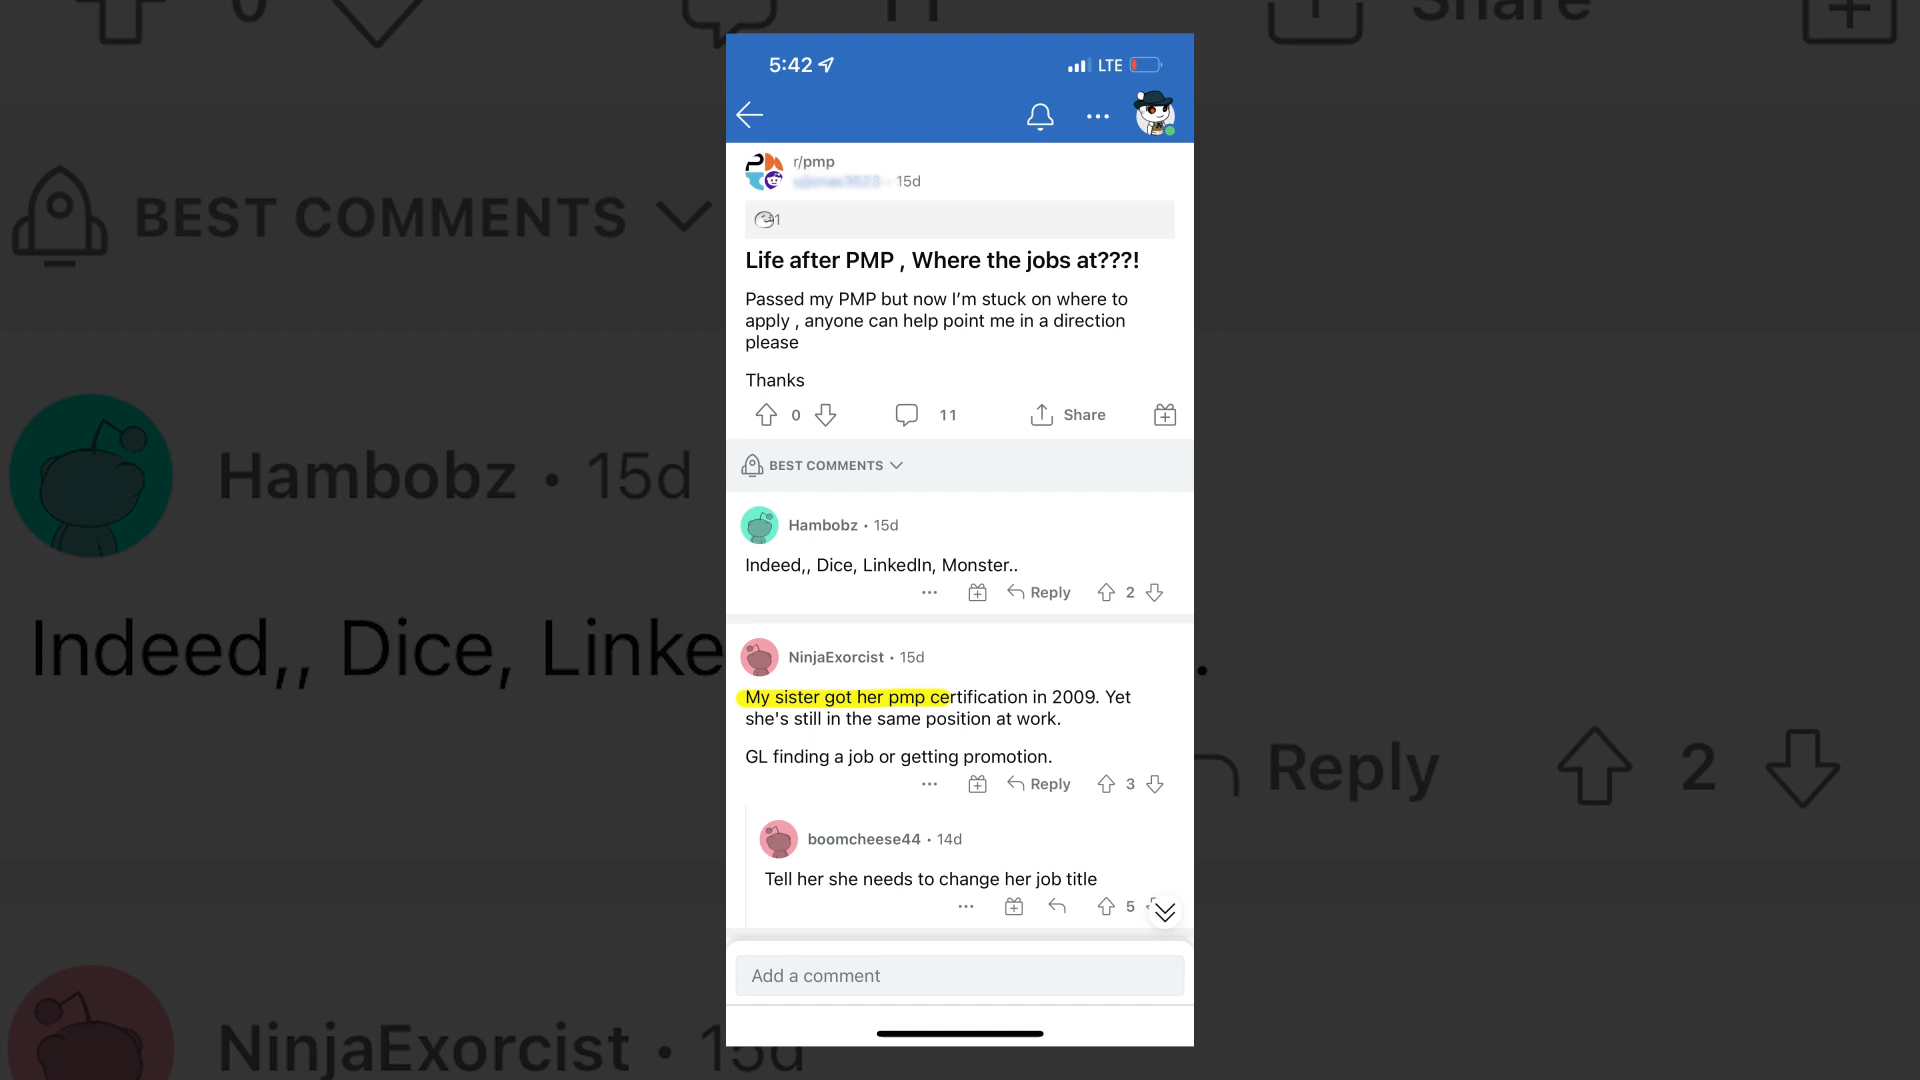 Share
5:42
LTE
r/pmp
15d
1
Life after PMP , Where the jobs at???!
Passed my PMP but now I’m stuck on where to
apply , anyone can help point me in a direction
please
Thanks
0
11
Share
BEST COMMENTS
Hambobz • 15d
Indeed,, Dice, LinkedIn, Monster..
Reply
2
NinjaExorcist • 15d
My sister got her pmp certification in 2009. Yet
she's still in the same position at work.
GL finding a job or getting promotion.
Reply
3
boomcheese44 • 14d
Tell her she needs to change her job title
5
Add a comment
BEST COMMENTS
Hambobz • 15d
Indeed,, Dice, Linke
.
Reply
2
NinjaExorcist • 15d